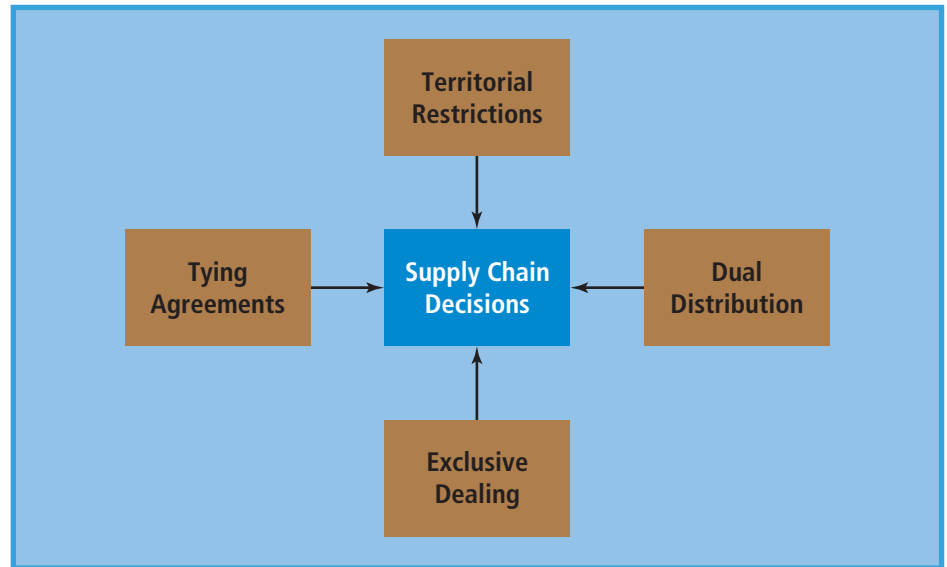 Territorial
Restrictions
Tying
Agreements
Supply Chain
Decisions
Dual
Distribution
Exclusive
Dealing